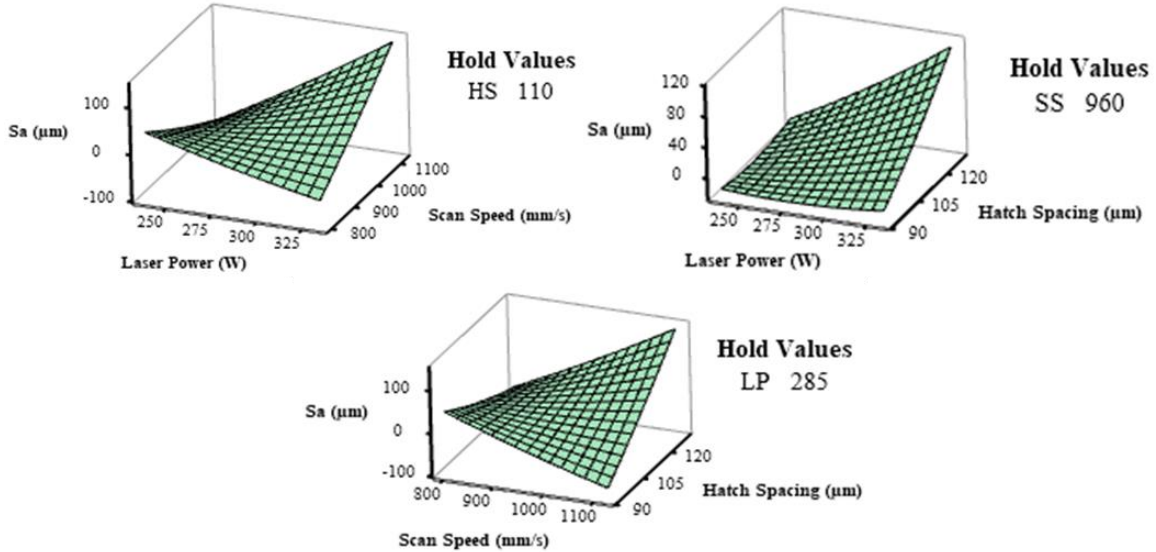 Hold Values
HS 110
100
Sa (µm)
0
-100
250
275
300
325
Laser Power (W)
800
900
1000
1100
Scan Speed (mm/s)
Hold Values
SS 960
120
80
Sa (µm)
40
0
250
275
300
325
Laser Power (W)
90
105
120
Hatch Spacing (µm)
Hold Values
LP 285
100
Sa (µm)
0
-100
800
900
1000
1100
Scan Speed (mm/s)
90
105
120
Hatch Spacing (µm)